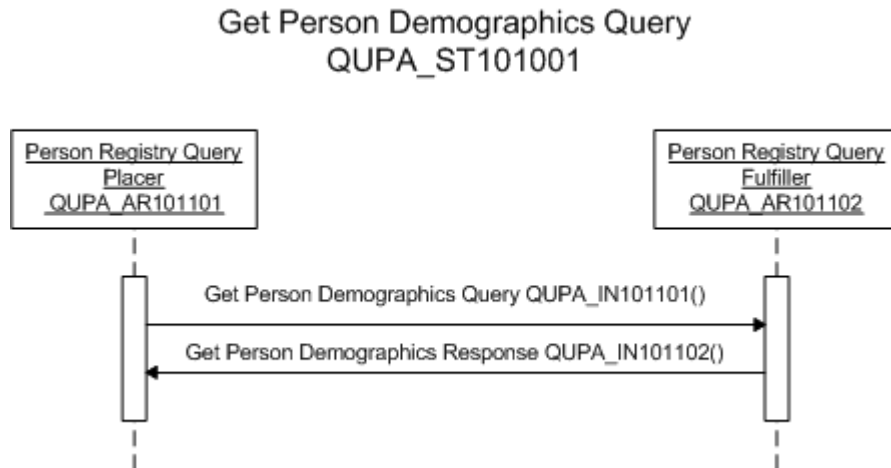 Get Person Demographics Query
QUPA_ST101001
Person Registry Query
Placer
QUPA_AR101101
Person Registry Query
Fulfiller
QUPA_AR101102
Get Person Demographics Query QUPA_IN101101()
Get Person Demographics Response QUPA_IN101102()